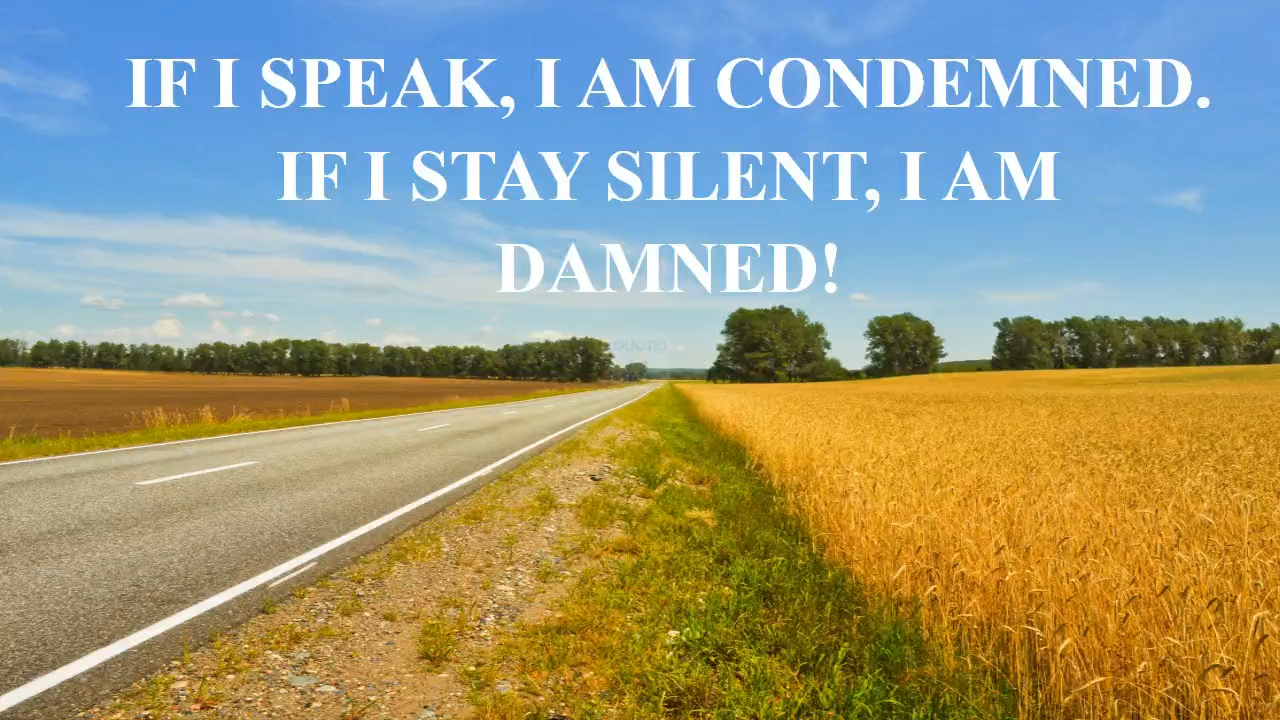 IF I SPEAK, I AM CONDEMNED.
IF I STAY SILENT, I AM
DAMNED!